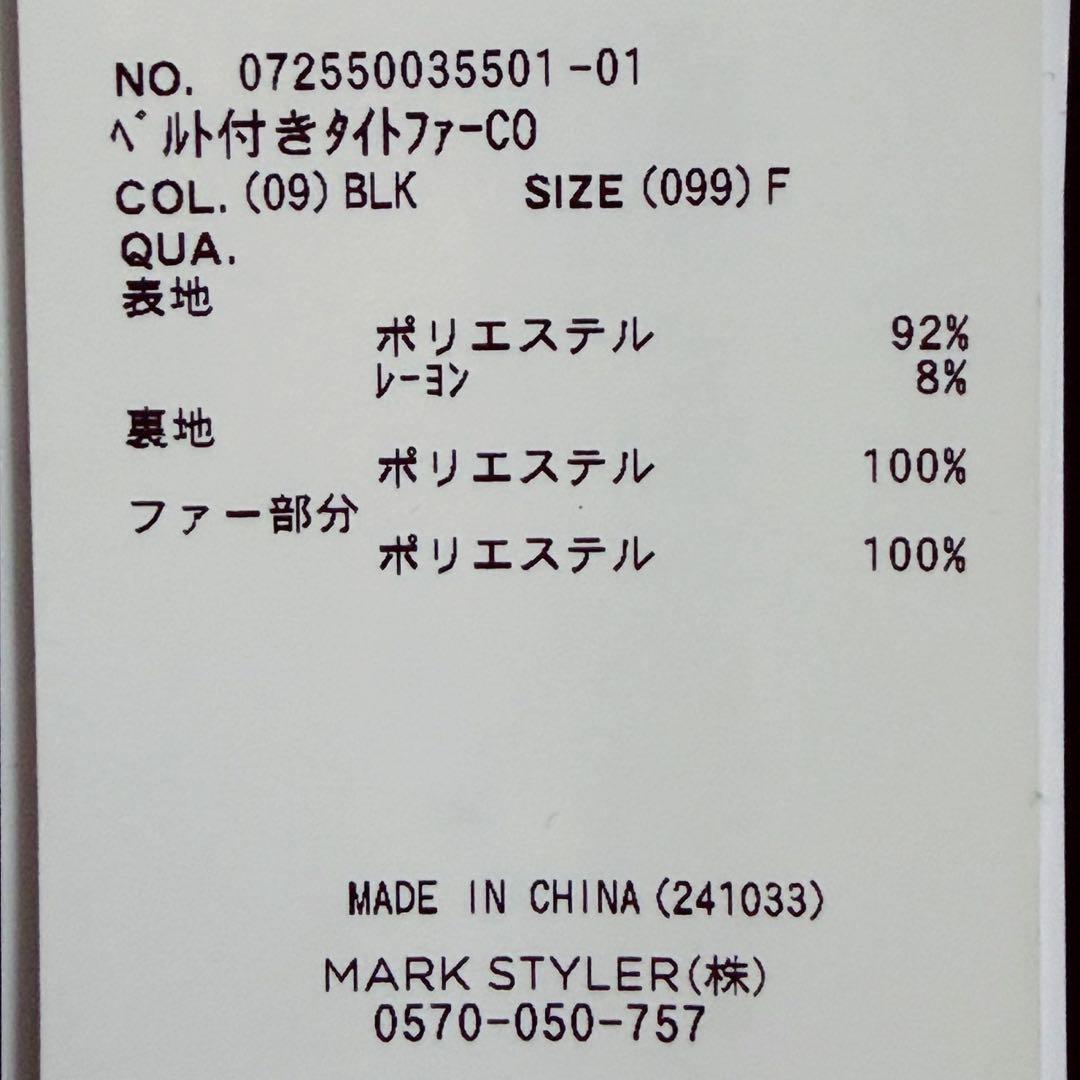 NO. 072550035501-01
ﾍﾞﾙﾄ付きﾀｲﾄﾌｧｰCO
COL.(09)BLK SIZE(099)F
QUA.
表地
ポリエステル 92%
ﾚｰﾖﾝ 8%
裏地
ポリエステル 100%
ファー部分
ポリエステル 100%
MADE IN CHINA(241033)
MARK STYLER(株)
0570-050-757